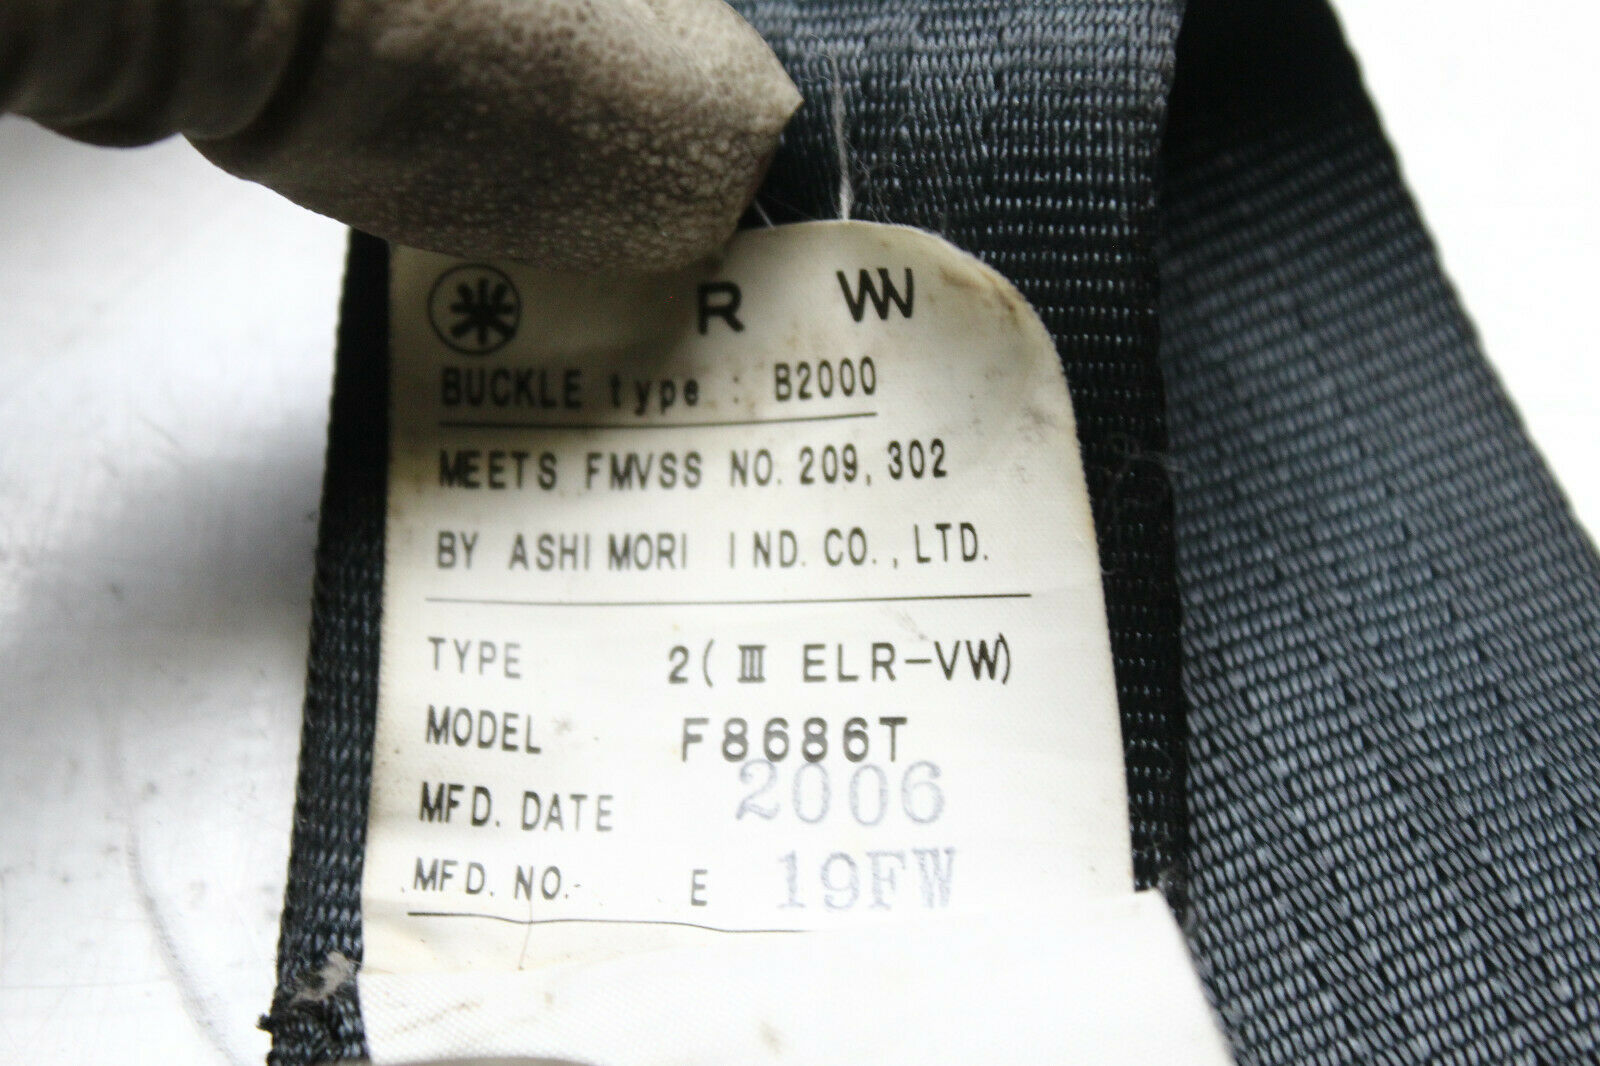 R W
BUCKLE type : B2000
MEETS FMVSS NO. 209, 302
BY ASHIMORI IND. CO., LTD.
TYPE 2( III ELR-VW)
MODEL F8686T
MFD. DATE 2006
MFD. NO. E 19FW